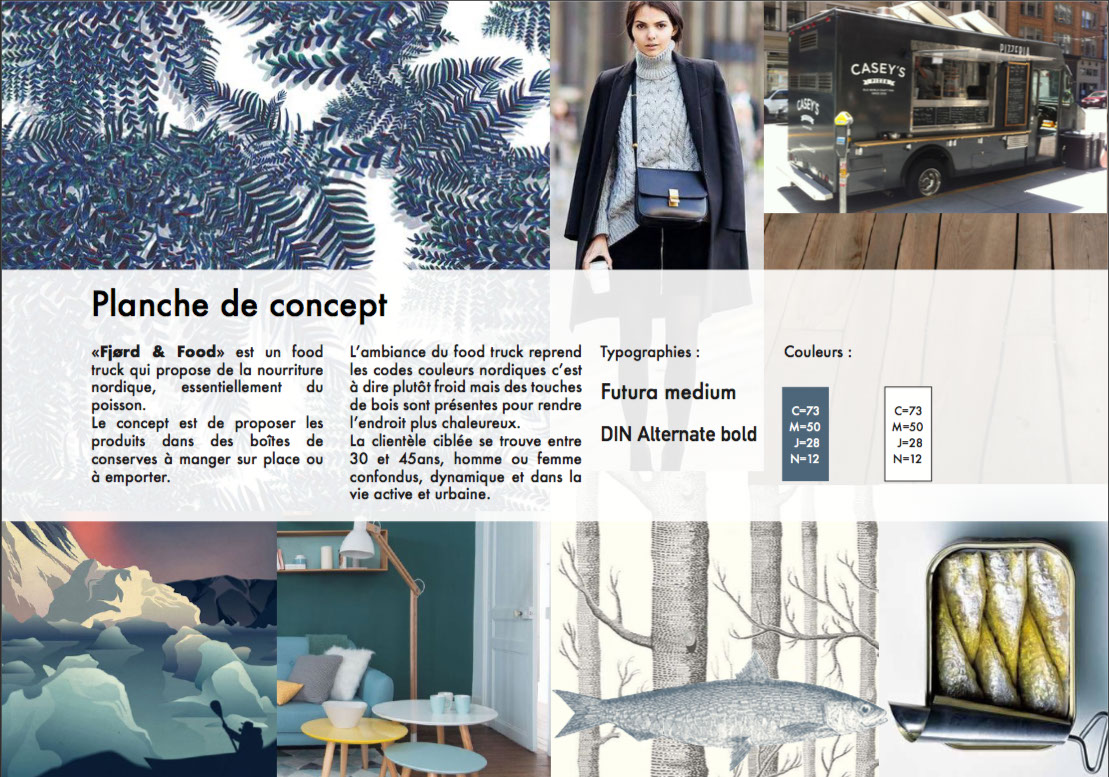 CASEY'S
PIZZA
PIZZERIA
CASEY'S
Planche de concept
«Fjørd & Food» est un food
truck qui propose de la nourriture
nordique, essentiellement du
poisson.
Le concept est de proposer les
produits dans des boîtes de
conserves à manger sur place ou
à emporter.
L'ambiance du food truck reprend
les codes couleurs nordiques c'est
à dire plutôt froid mais des touches
de bois sont présentes pour rendre
l'endroit plus chaleureux.
La clientèle ciblée se trouve entre
30 et 45ans, homme ou femme
confondus, dynamique et dans la
vie active et urbaine.
Typographies :
Futura medium
DIN Alternate bold
Couleurs :
C=73
M=50
J=28
N=12
C=73
M=50
J=28
N=12